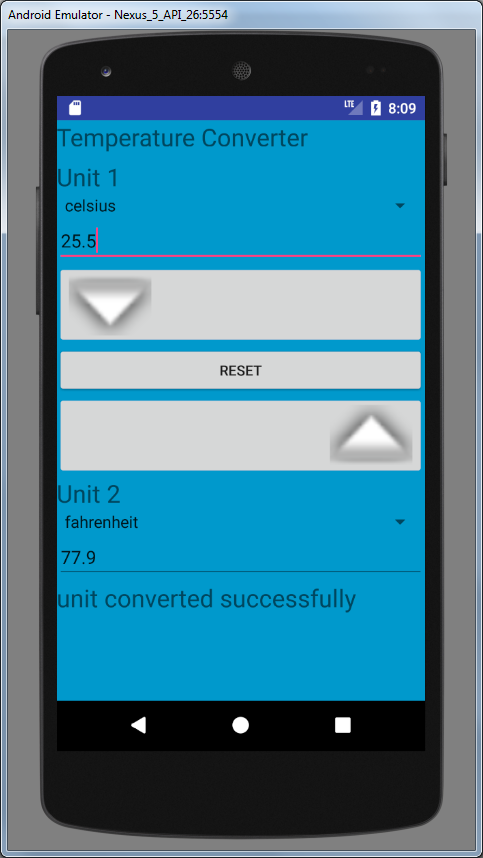 Android Emulator - Nexus_5_API_26:5554
LTE 8:09
Temperature Converter
Unit 1
celsius
25.5
RESET
Unit 2
fahrenheit
77.9
unit converted successfully